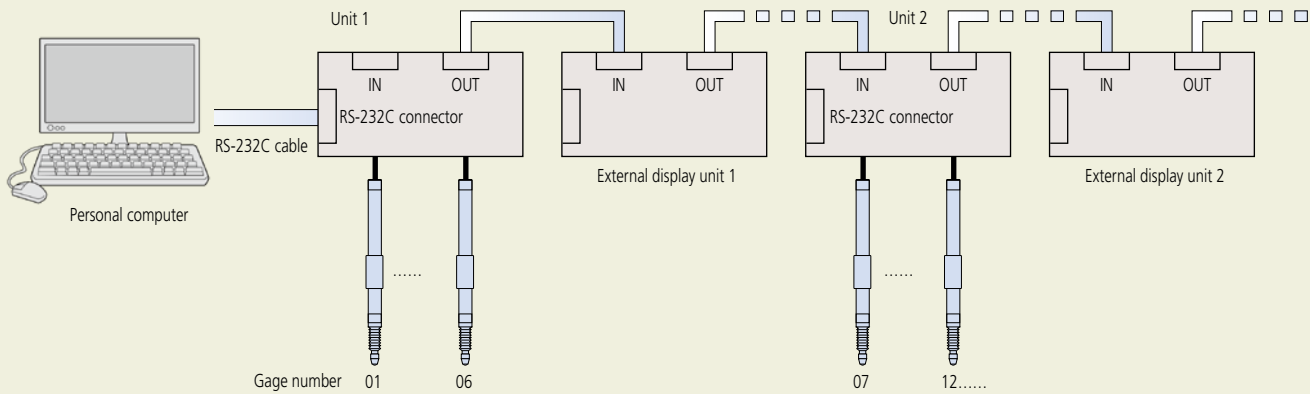 Unit 1
Unit 2
IN
OUT
IN
OUT
IN
OUT
IN
OUT
RS-232C connector
RS-232C connector
RS-232C cable
External display unit 1
External display unit 2
Personal computer
......
......
Gage number 01 06 07 12......